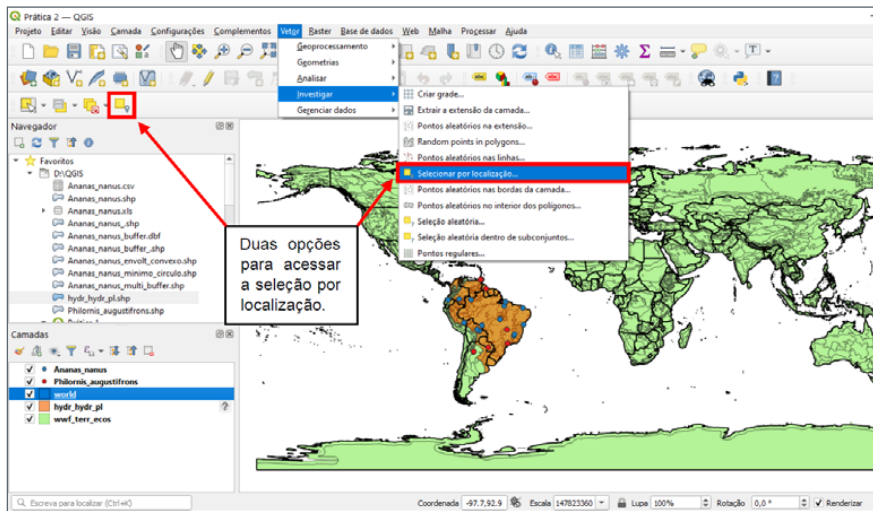 Prática 2 — QGIS
Projeto Editar Visão Camada Configurações Complementos Vetor Raster Base de dados Web Malha Processar Ajuda
Geoprocessamento
Geometrias
Analisar
Investigar
Gerenciar dados
Criar grade...
Extrair a extensão da camada...
Pontos aleatórios na extensão...
Random points in polygons...
Pontos aleatórios nas linhas...
Selecionar por localização...
Pontos aleatórios nas bordas da camada...
Pontos aleatórios no interior dos polígonos...
Seleção aleatória...
Seleção aleatória dentro de subconjuntos...
Pontos regulares...
Navegador
Favoritos
D:\QGIS
Ananas_nanus.csv
Ananas_nanus.shp
Ananas_nanus.xls
Ananas_nanus_.shp
Ananas_nanus_buffer.dbf
Ananas_nanus_buffer_.shp
Ananas_nanus_envolt_convexo.shp
Ananas_nanus_minimo_circulo.shp
Ananas_nanus_multi_buffer.shp
hydr_hydr_pl.shp
Philornis_augustifrons.shp
Duas opções
para acessar
a seleção por
localização.
Camadas
Ananas_nanus
Philornis_augustifrons
world
hydr_hydr_pl
wwf_terr_ecos
Escreva para localizar (Ctrl+K)
Coordenada -97.7,92.9 Escala 147823360 Lupa 100% Rotação 0,0 ° Renderizar